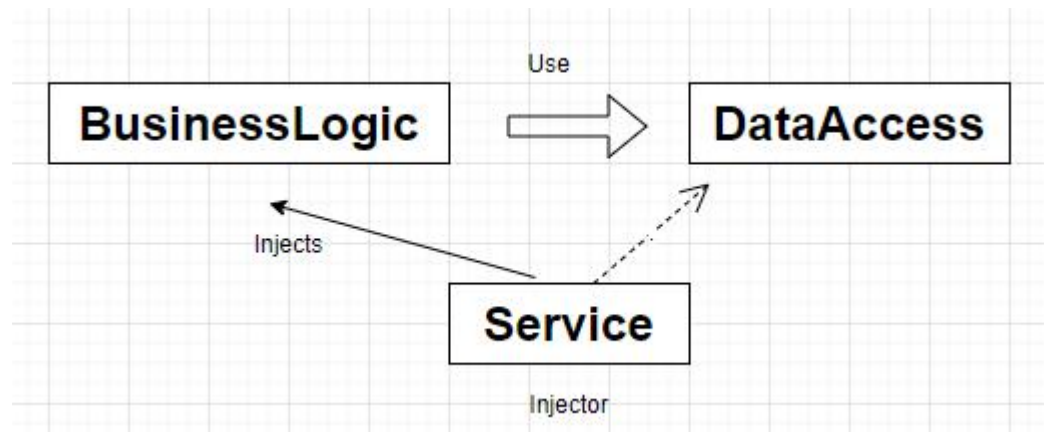 Use
BusinessLogic
DataAccess
Injects
Service
Injector